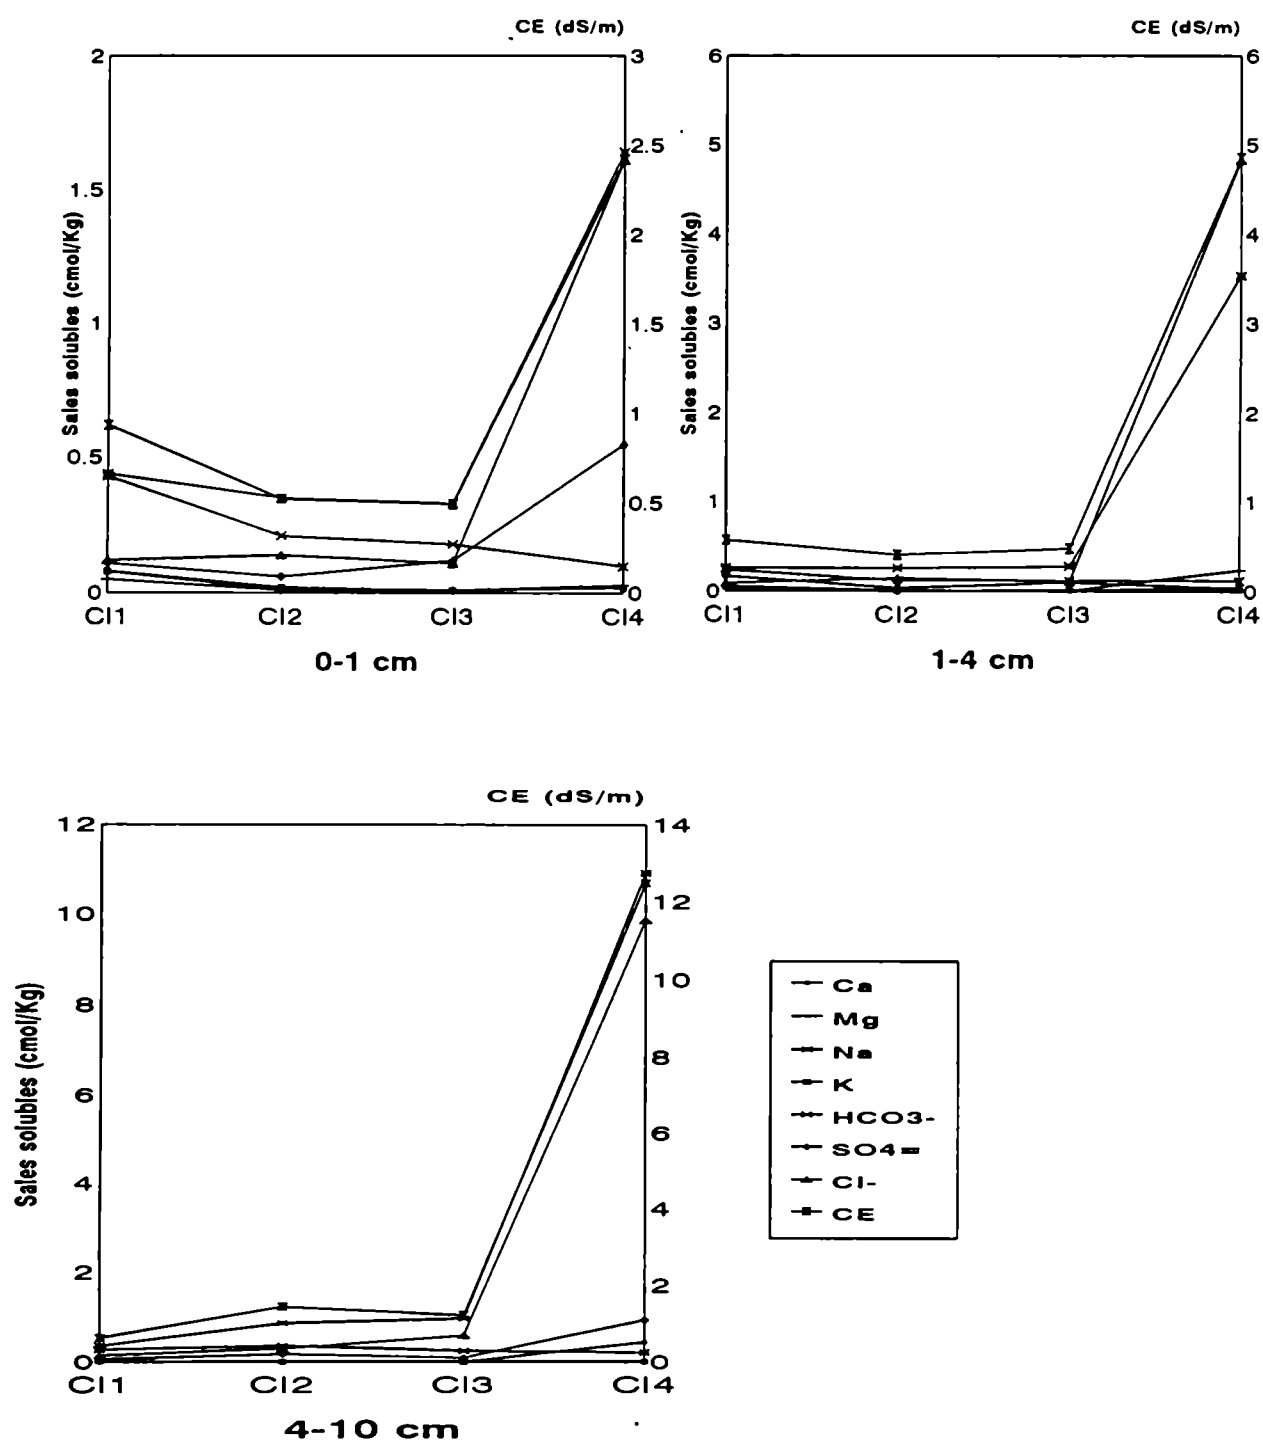 CE (dS/m)
2
1.5
1
0.5
0
Sales solubles (cmol/Kg)
3
2.5
2
1.5
1
0.5
0
Cl1 Cl2 Cl3 Cl4
0-1 cm
CE (dS/m)
6
5
4
3
2
1
0
Sales solubles (cmol/Kg)
6
5
4
3
2
1
0
Cl1 Cl2 Cl3 Cl4
1-4 cm
CE (dS/m)
12
10
8
6
4
2
0
Sales solubles (cmol/Kg)
14
12
10
8
6
4
2
0
Cl1 Cl2 Cl3 Cl4
4-10 cm
Ca
Mg
Na
K
HCO3-
SO4=
Cl-
CE